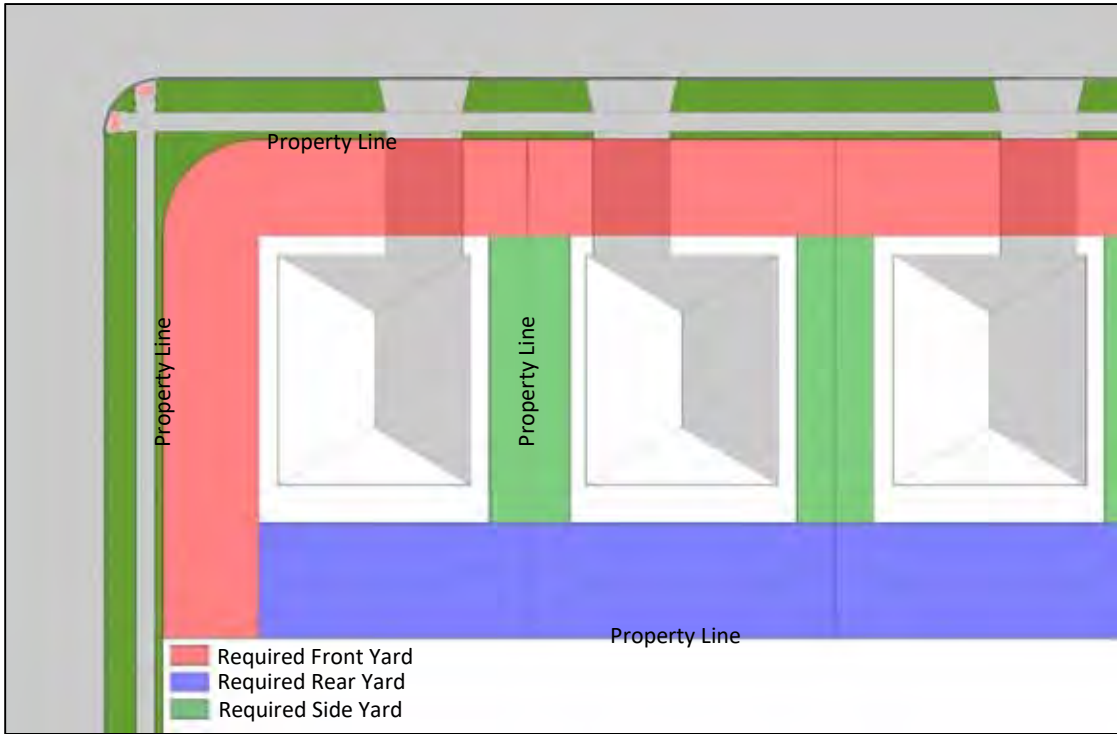 Property Line
Property Line
Property Line
Property Line
Required Front Yard
Required Rear Yard
Required Side Yard